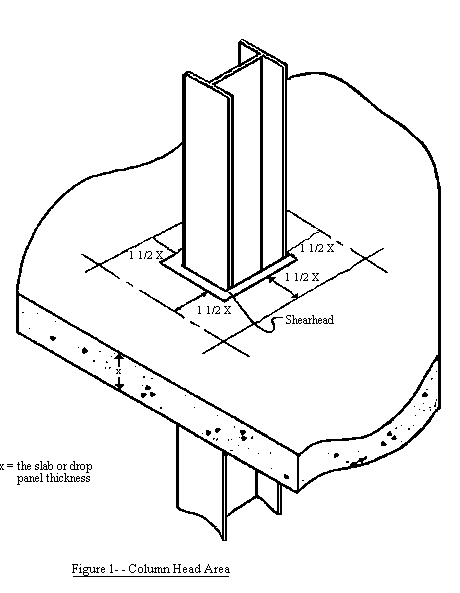 1 1/2 X
1 1/2 X
1 1/2 X
1 1/2 X
Shearhead
x
x = the slab or drop
panel thickness
Figure 1- - Column Head Area